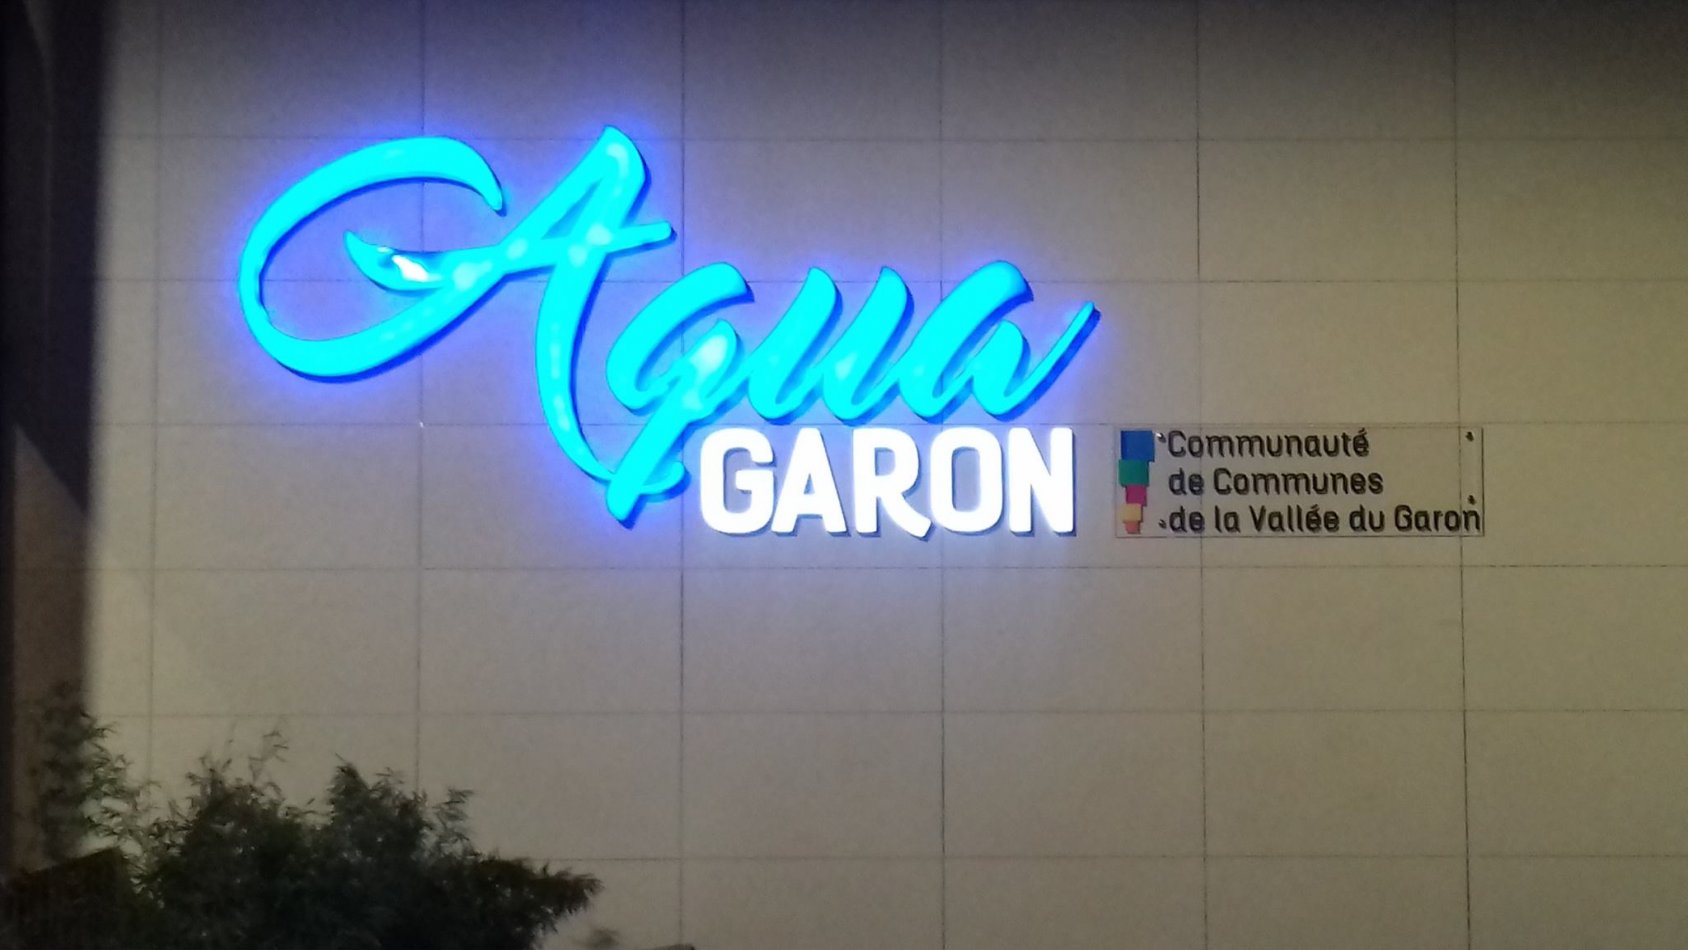 Aqua
GARON
Communauté
de Communes
de la Vallée du Garon